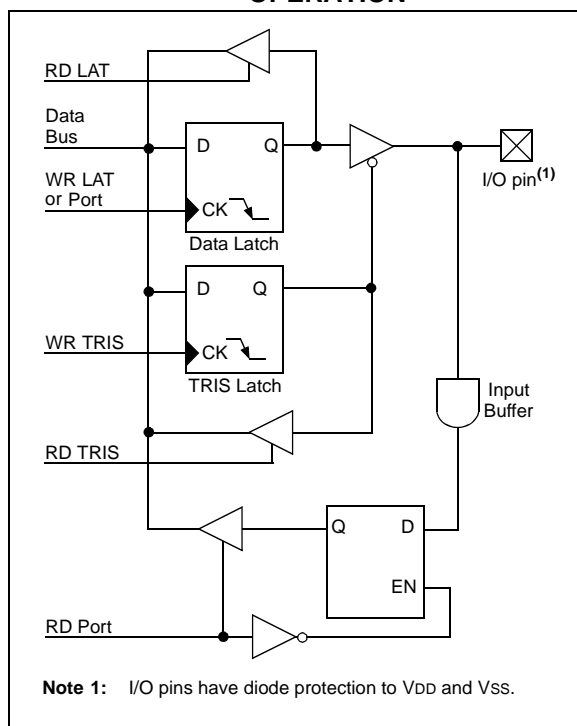 OPERATION
RD LAT
Data
Bus
D Q
I/O pin(1)
WR LAT
or Port
CK
Data Latch
D Q
WR TRIS
CK
TRIS Latch
Input
Buffer
RD TRIS
Q D
EN
RD Port
Note 1: I/O pins have diode protection to VDD and VSS.